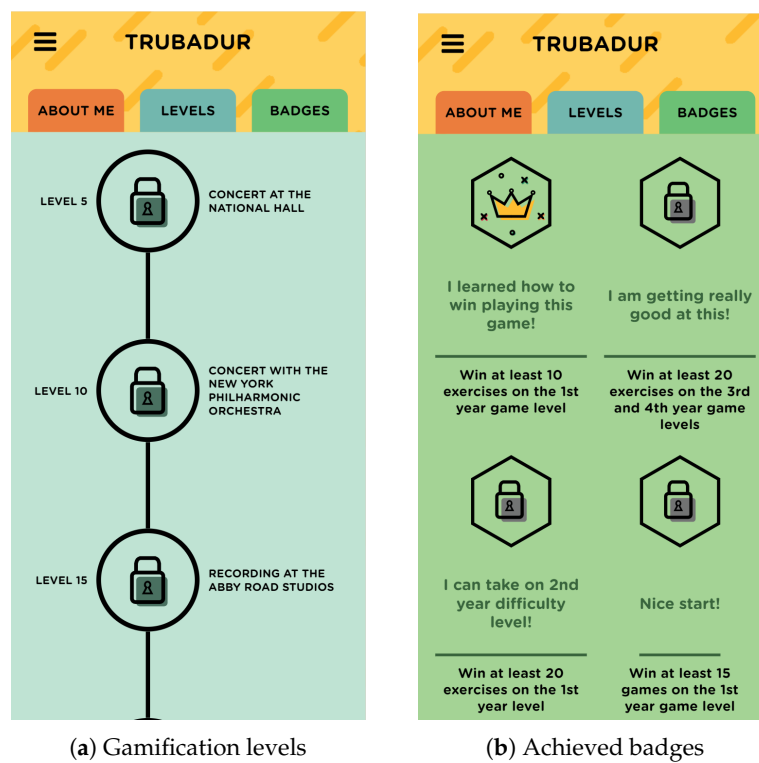 TRUBADUR
ABOUT ME
LEVELS
BADGES
LEVEL 5
CONCERT AT THE
NATIONAL HALL
LEVEL 10
CONCERT WITH THE
NEW YORK
PHILHARMONIC
ORCHESTRA
LEVEL 15
RECORDING AT THE
ABBY ROAD STUDIOS
(a) Gamification levels
TRUBADUR
ABOUT ME
LEVELS
BADGES
I learned how to
win playing this
game!
Win at least 10
exercises on the 1st
year game level
I am getting really
good at this!
Win at least 20
exercises on the 3rd
and 4th year game
levels
I can take on 2nd
year difficulty
level!
Win at least 20
exercises on the 1st
year level
Nice start!
Win at least 15
games on the 1st
year game level
(b) Achieved badges